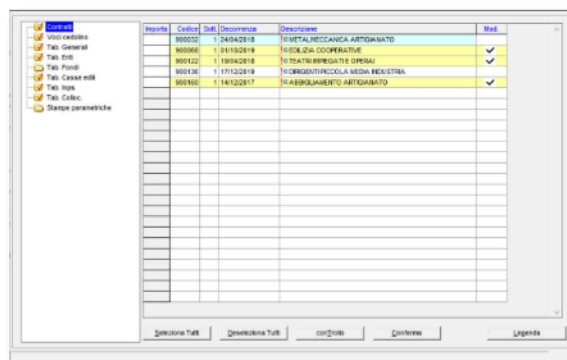 Contratti
Voci cedolino
Tab. Generali
Tab. Enti
Tab. Fondi
Tab. Casse edili
Tab. Inps
Tab. Colloc.
Stampe parametriche
Importa Codice Sott. Decorrenza Descrizione Mod.
900032 1 24/04/2018 METALMECCANICA ARTIGIANATO
900068 1 01/10/2019 EDILIZIA COOPERATIVE
900122 1 19/04/2018 TEATRI IMPIEGATI E OPERAI
900136 1 17/12/2019 DIRIGENTI PICCOLA MEDIA INDUSTRIA
900160 1 14/12/2017 ABBIGLIAMENTO ARTIGIANATO
Seleziona Tutti Deseleziona Tutti conTrollo Conferma Legenda